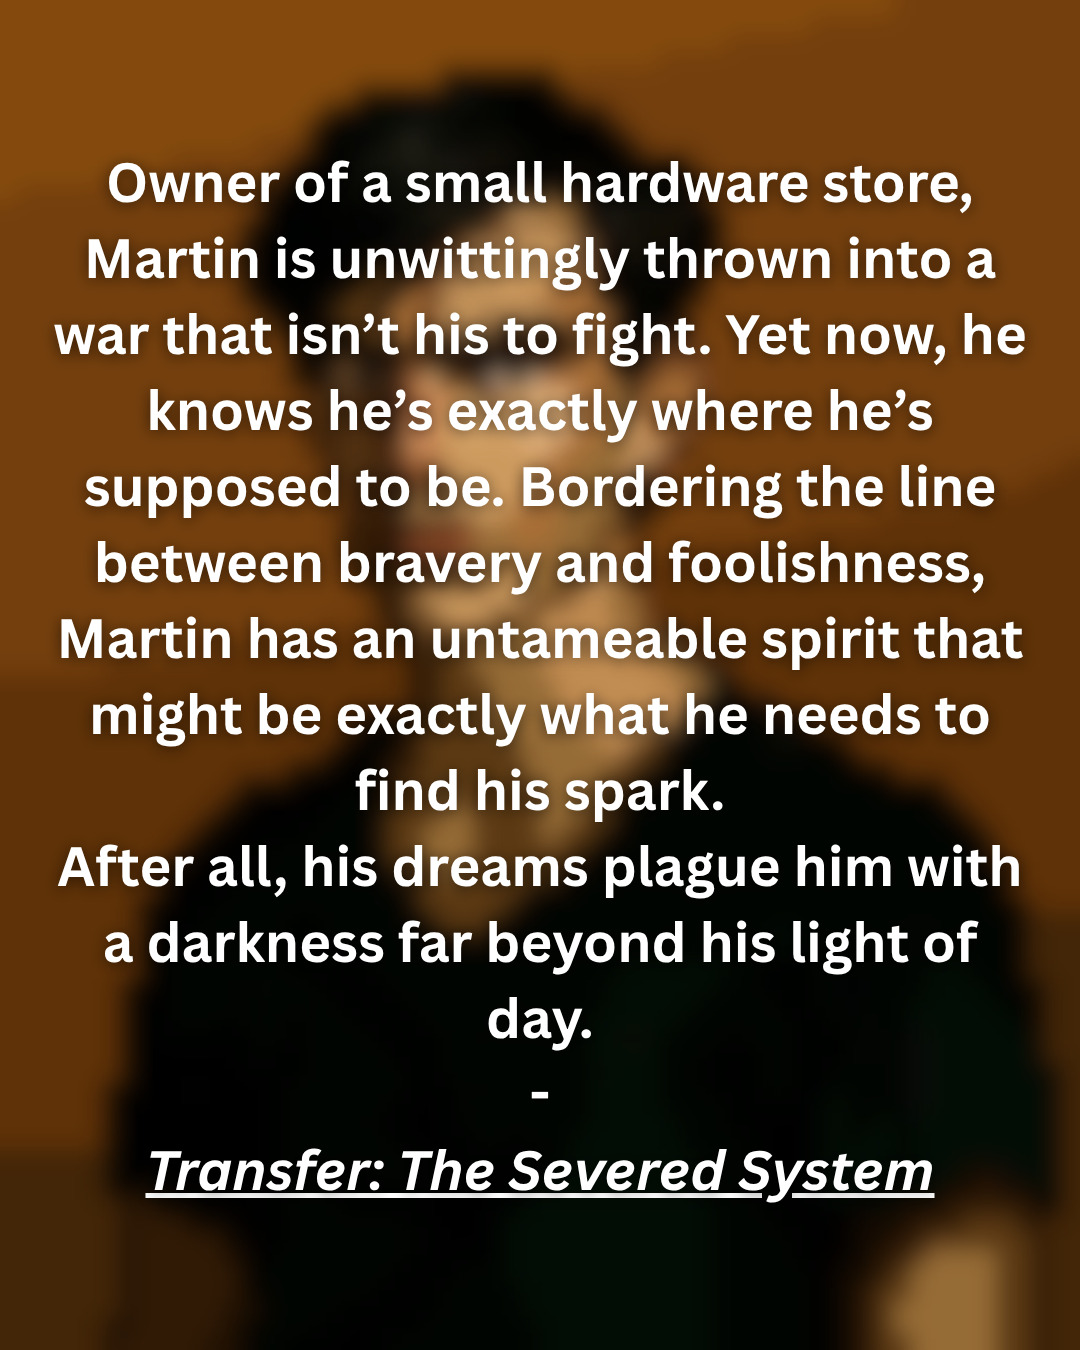 Owner of a small hardware store,
Martin is unwittingly thrown into a
war that isn’t his to fight. Yet now, he
knows he’s exactly where he’s
supposed to be. Bordering the line
between bravery and foolishness,
Martin has an untameable spirit that
might be exactly what he needs to
find his spark.
After all, his dreams plague him with
a darkness far beyond his light of
day.
-
Transfer: The Severed System